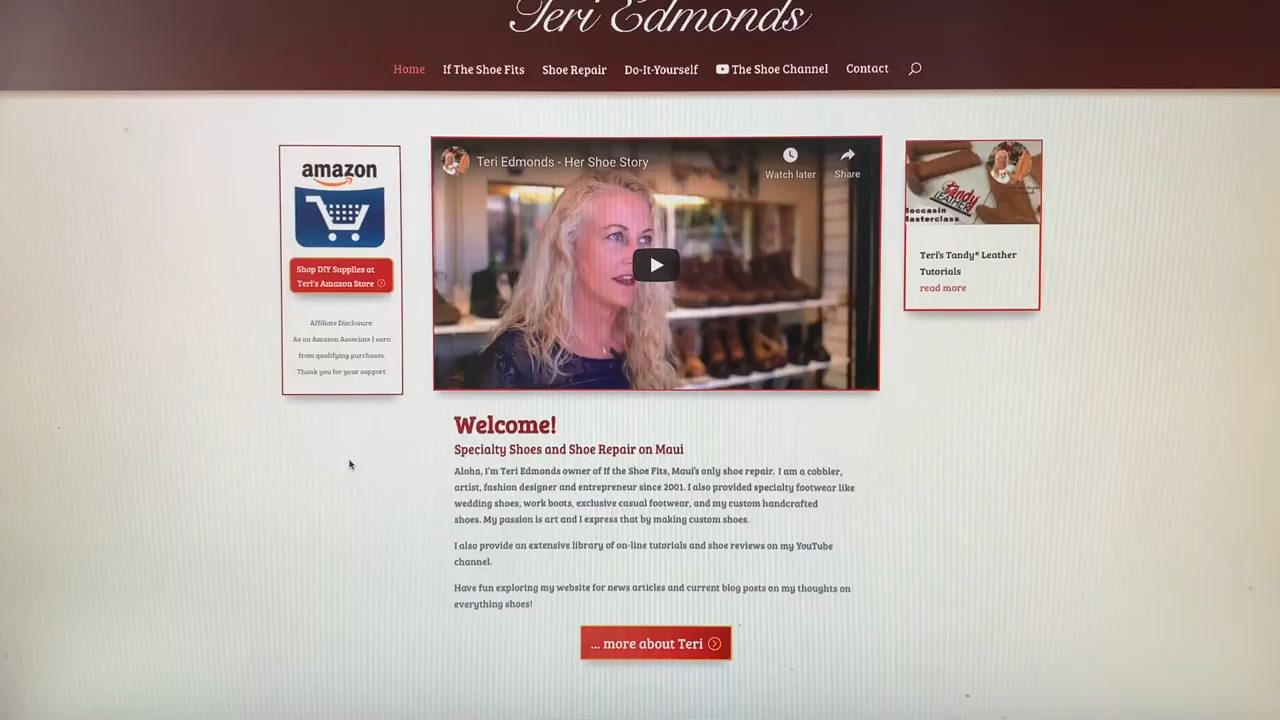 Teri Edmonds
Home If The Shoe Fits Shoe Repair Do-It-Yourself The Shoe Channel Contact
amazon
Shop DIY Supplies at
Teri's Amazon Store
Affiliate Disclosure:
As an Amazon Associate I earn
from qualifying purchases.
Thank you for your support.
Teri Edmonds - Her Shoe Story
Watch later
Share
Tandy
LEATHER
occasin
asterclass
Teri's Tandy® Leather
Tutorials
read more
Welcome!
Specialty Shoes and Shoe Repair on Maui
Aloha, I'm Teri Edmonds owner of If the Shoe Fits, Maui's only shoe repair. I am a cobbler,
artist, fashion designer and entrepreneur since 2001. I also provided specialty footwear like
wedding shoes, work boots, exclusive casual footwear, and my custom handcrafted
shoes. My passion is art and I express that by making custom shoes.
I also provide an extensive library of on-line tutorials and shoe reviews on my YouTube
channel.
Have fun exploring my website for news articles and current blog posts on my thoughts on
everything shoes!
... more about Teri